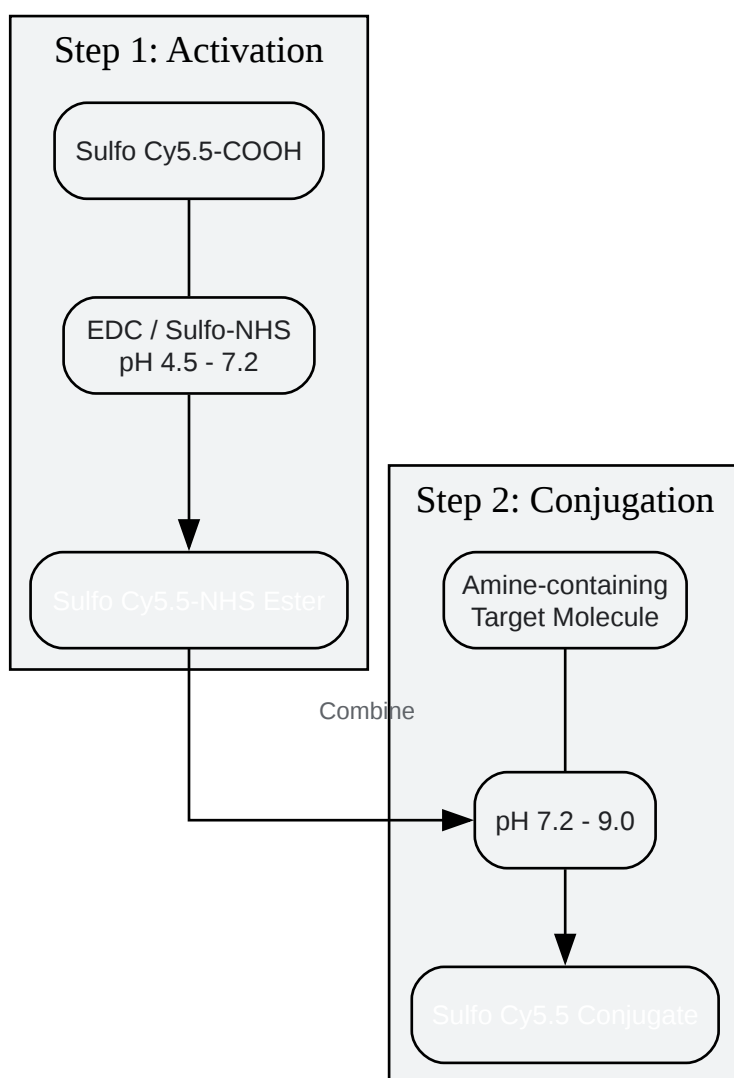 Step 1: Activation
Sulfo Cy5.5-COOH
EDC / Sulfo-NHS
pH 4.5 - 7.2
Sulfo Cy5.5-NHS Ester
Combine
Step 2: Conjugation
Amine-containing
Target Molecule
pH 7.2 - 9.0
Sulfo Cy5.5 Conjugate